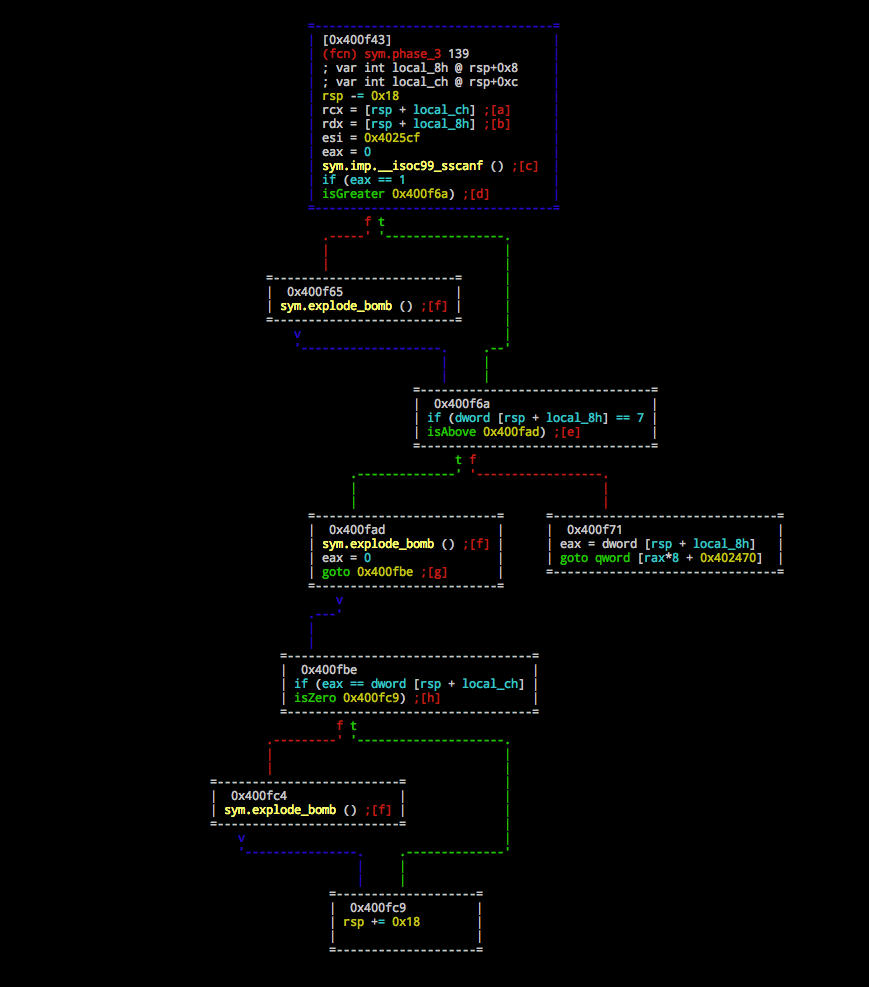 [0x400f43]
(fcn) sym.phase_3 139
; var int local_8h @ rsp+0x8
; var int local_ch @ rsp+0xc
rsp -= 0x18
rcx = [rsp + local_ch] ;[a]
rdx = [rsp + local_8h] ;[b]
esi = 0x4025cf
eax = 0
sym.imp.__isoc99_sscanf () ;[c]
if (eax == 1
isGreater 0x400f6a) ;[d]
f t
0x400f65
sym.explode_bomb () ;[f]
v
0x400f6a
if (dword [rsp + local_8h] == 7
isAbove 0x400fad) ;[e]
t f
0x400fad
sym.explode_bomb () ;[f]
eax = 0
goto 0x400fbe ;[g]
0x400f71
eax = dword [rsp + local_8h]
goto qword [rax*8 + 0x402470]
v
0x400fbe
if (eax == dword [rsp + local_ch]
isZero 0x400fc9) ;[h]
f t
0x400fc4
sym.explode_bomb () ;[f]
v
0x400fc9
rsp += 0x18